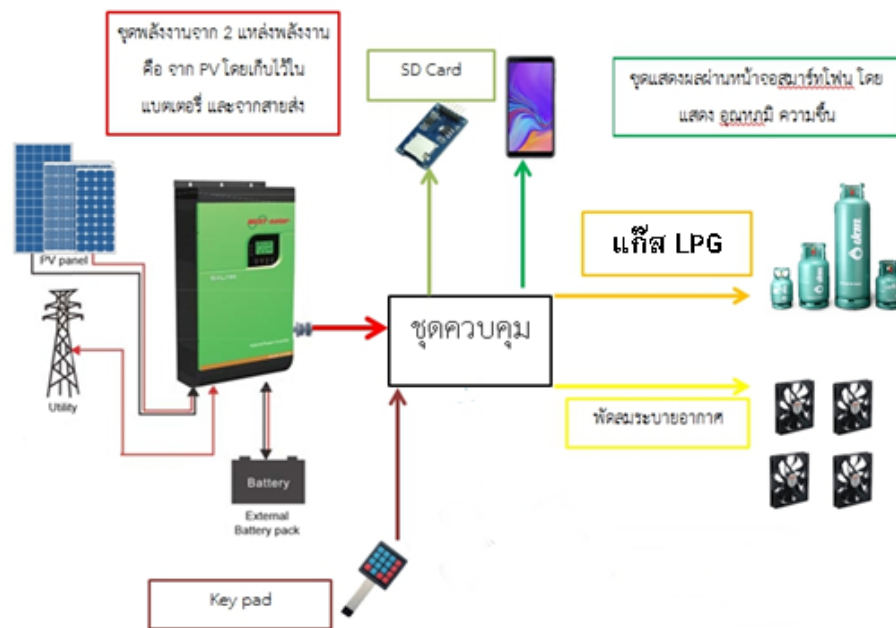 ชุดพลังงานจาก 2 แหล่งพลังงาน
คือ จาก PV โดยเก็บไว้ใน
แบตเตอรี่ และจากสายส่ง
SD Card
ชุดแสดงผลผ่านหน้าจอสมาร์ทโฟน โดย
แสดง อุณหภูมิ ความชื้น
PV panel
แก๊ส LPG
ชุดควบคุม
Utility
พัดลมระบายอากาศ
Battery
External
Battery pack
Key pad